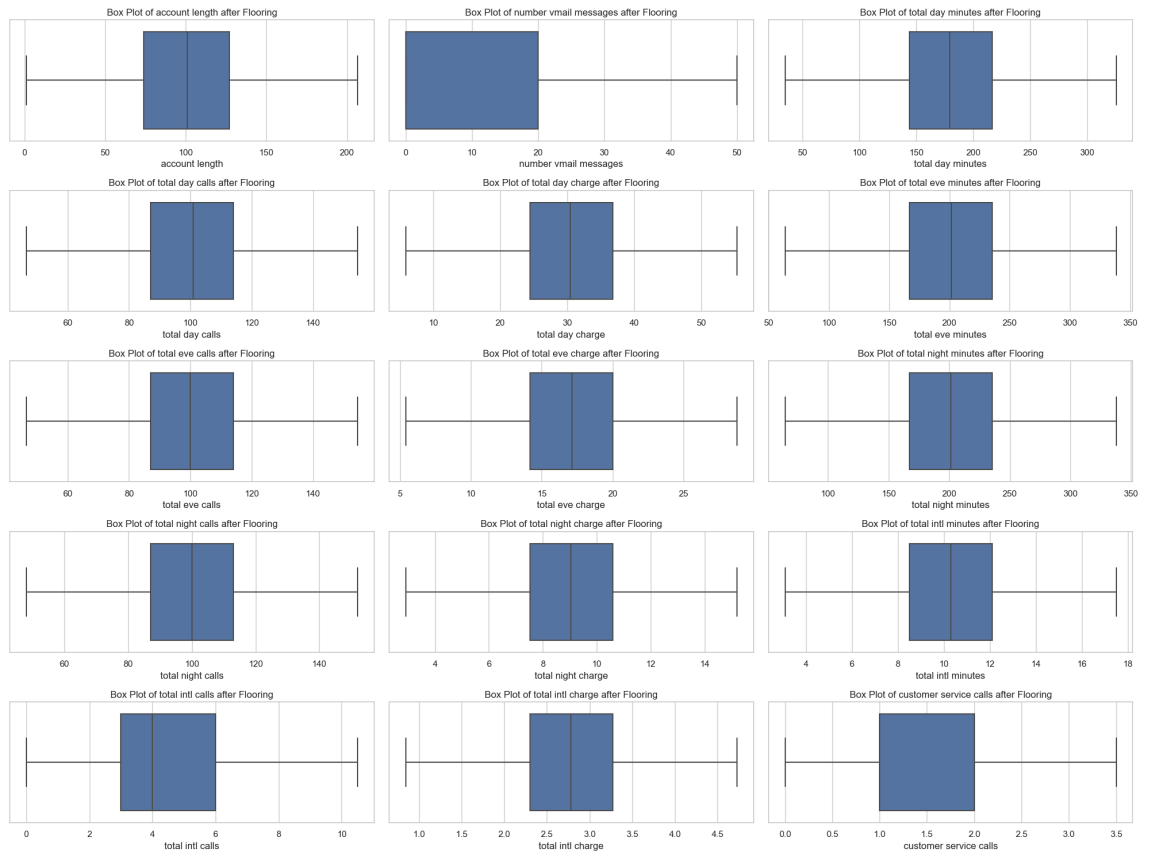 Box Plot of account length after Flooring
0 50 100 150 200
account length
Box Plot of number vmail messages after Flooring
0 10 20 30 40 50
number vmail messages
Box Plot of total day minutes after Flooring
50 100 150 200 250 300
total day minutes
Box Plot of total day calls after Flooring
60 80 100 120 140
total day calls
Box Plot of total day charge after Flooring
10 20 30 40 50
total day charge
Box Plot of total eve minutes after Flooring
50 100 150 200 250 300 350
total eve minutes
Box Plot of total eve calls after Flooring
60 80 100 120 140
total eve calls
Box Plot of total eve charge after Flooring
5 10 15 20 25
total eve charge
Box Plot of total night minutes after Flooring
100 150 200 250 300 350
total night minutes
Box Plot of total night calls after Flooring
60 80 100 120 140
total night calls
Box Plot of total night charge after Flooring
4 6 8 10 12 14
total night charge
Box Plot of total intl minutes after Flooring
4 6 8 10 12 14 16 18
total intl minutes
Box Plot of total intl calls after Flooring
0 2 4 6 8 10
total intl calls
Box Plot of total intl charge after Flooring
1.0 1.5 2.0 2.5 3.0 3.5 4.0 4.5
total intl charge
Box Plot of customer service calls after Flooring
0.0 0.5 1.0 1.5 2.0 2.5 3.0 3.5
customer service calls